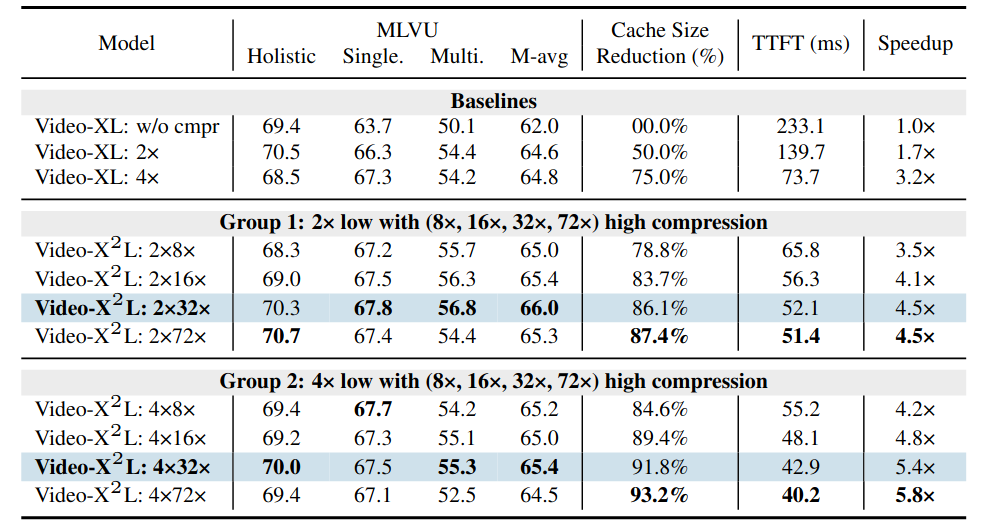 Model MLVU Cache Size Reduction (%) TTFT (ms) Speedup
Holistic Single. Multi. M-avg
Baselines
Video-XL: w/o cmpr 69.4 63.7 50.1 62.0 00.0% 233.1 1.0×
Video-XL: 2× 70.5 66.3 54.4 64.6 50.0% 139.7 1.7×
Video-XL: 4× 68.5 67.3 54.2 64.8 75.0% 73.7 3.2×
Group 1: 2× low with (8×, 16×, 32×, 72×) high compression
Video-X²L: 2×8× 68.3 67.2 55.7 65.0 78.8% 65.8 3.5×
Video-X²L: 2×16× 69.0 67.5 56.3 65.4 83.7% 56.3 4.1×
Video-X²L: 2×32× 70.3 67.8 56.8 66.0 86.1% 52.1 4.5×
Video-X²L: 2×72× 70.7 67.4 54.4 65.3 87.4% 51.4 4.5×
Group 2: 4× low with (8×, 16×, 32×, 72×) high compression
Video-X²L: 4×8× 69.4 67.7 54.2 65.2 84.6% 55.2 4.2×
Video-X²L: 4×16× 69.2 67.3 55.1 65.0 89.4% 48.1 4.8×
Video-X²L: 4×32× 70.0 67.5 55.3 65.4 91.8% 42.9 5.4×
Video-X²L: 4×72× 69.4 67.1 52.5 64.5 93.2% 40.2 5.8×